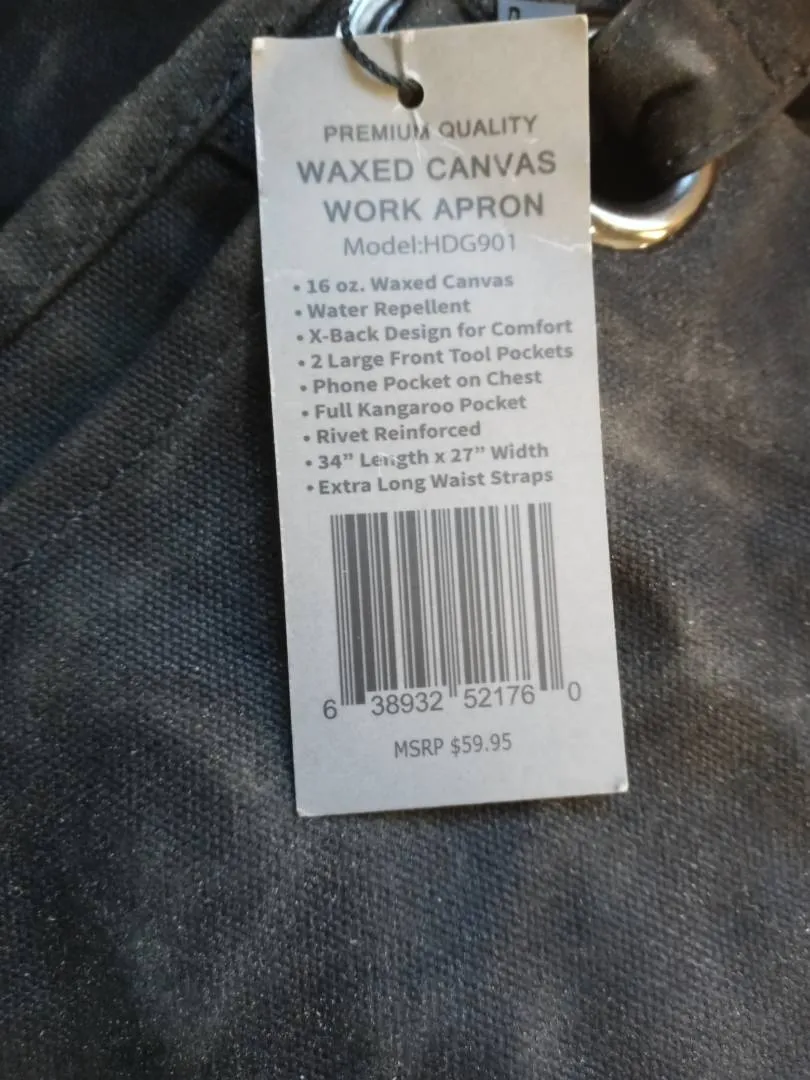 PREMIUM QUALITY
WAXED CANVAS
WORK APRON
Model:HDG901
• 16 oz. Waxed Canvas
• Water Repellent
• X-Back Design for Comfort
• 2 Large Front Tool Pockets
• Phone Pocket on Chest
• Full Kangaroo Pocket
• Rivet Reinforced
• 34” Length x 27” Width
• Extra Long Waist Straps
6 38932 52176 0
MSRP $59.95